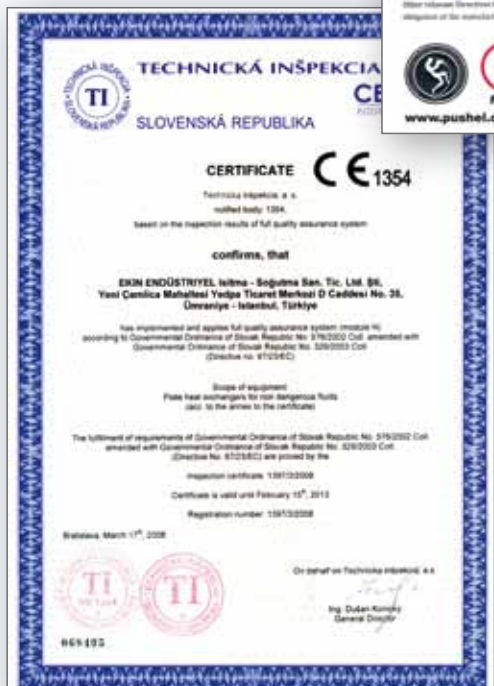 TECHNICKÁ INŠPEKCIA
TI
SLOVENSKÁ REPUBLIKA
CERTIFICATE CE 1354
Technická inšpekcia, a. s.
notified body: 1354,
based on the inspection results of full quality assurance system
confirms, that
EKIN ENDÜSTRIYEL Isitma - Soğutma San. Tic. Ltd. Şti,
Yeni Çamlica Mahallesi Yedpa Ticaret Merkezi D Caddesi No. 35,
Ümraniye - Istanbul, Türkiye
has implemented and applies full quality assurance system (module H)
according to Governmental Ordinance of Slovak Republic No. 576/2002 Coll. amended with
Governmental Ordinance of Slovak Republic No. 329/2003 Coll.
(Directive no. 97/23/EC)
Scope of equipment
Plate heat exchangers for non dangerous fluids
(acc. to the annex to the certificate)
The fulfilment of requirements of Governmental Ordinance of Slovak Republic No. 576/2002 Coll.
amended with Governmental Ordinance of Slovak Republic No. 329/2003 Coll.
(Directive No. 97/23/EC) are proved by the
inspection certificate: 1397/3/2008
Certificate is valid until February 15th, 2013
Registration number: 1397/3/2008
Bratislava, March 17th, 2008
On behalf on Technická inšpekcia, a.s.
TI
TI
Ing. Dušan
General Director
068495
www.pushel.c